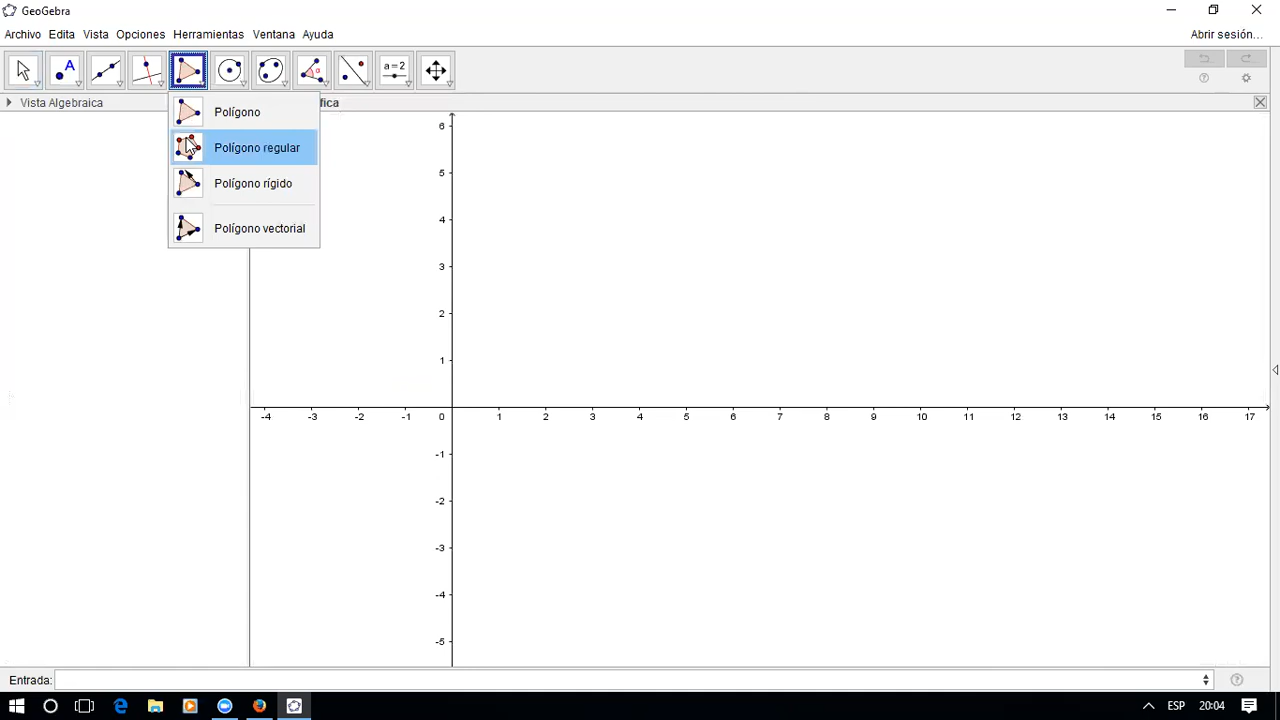 GeoGebra
Archivo Edita Vista Opciones Herramientas Ventana Ayuda
Abrir sesión...
A
α
a=2
Vista Algebraica
fica
Polígono
Polígono regular
Polígono rígido
Polígono vectorial
6
5
4
3
2
1
-4 -3 -2 -1 0 1 2 3 4 5 6 7 8 9 10 11 12 13 14 15 16 17
-1
-2
-3
-4
-5
Entrada:
ESP 20:04